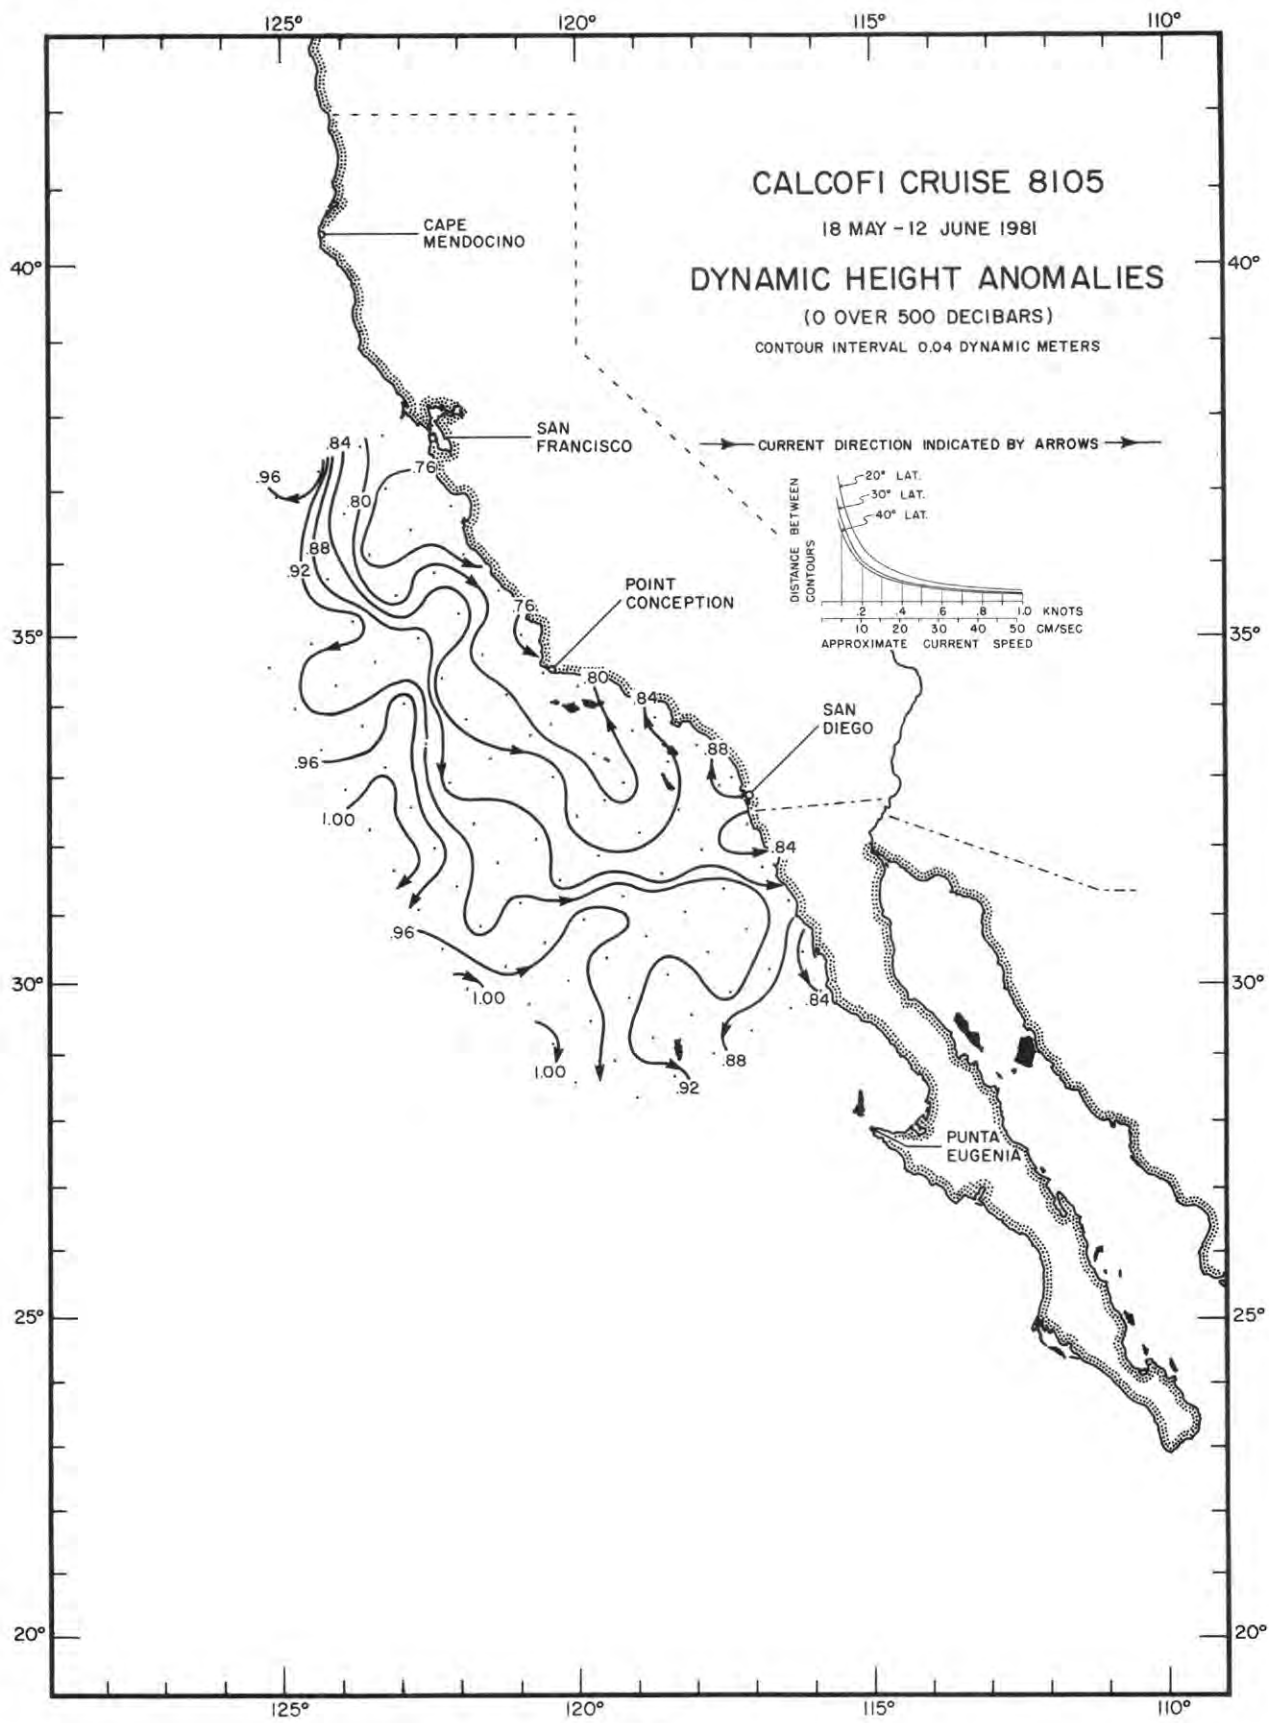 125°
120°
115°
110°
CALCOFI CRUISE 8105
18 MAY – 12 JUNE 1981
CAPE
MENDOCINO
40°
40°
DYNAMIC HEIGHT ANOMALIES
(0 OVER 500 DECIBARS)
CONTOUR INTERVAL 0.04 DYNAMIC METERS
SAN
FRANCISCO
CURRENT DIRECTION INDICATED BY ARROWS
.84
.76
.96
.80
.88
.92
20° LAT.
30° LAT.
40° LAT.
DISTANCE BETWEEN
CONTOURS
.2 .4 .6 .8 1.0 KNOTS
10 20 30 40 50 CM/SEC
APPROXIMATE CURRENT SPEED
POINT
CONCEPTION
.76
35°
35°
.80
.84
SAN
DIEGO
.88
.96
1.00
.84
.96
30°
30°
1.00
.84
1.00
.88
.92
PUNTA
EUGENIA
25°
25°
20°
20°
125°
120°
115°
110°